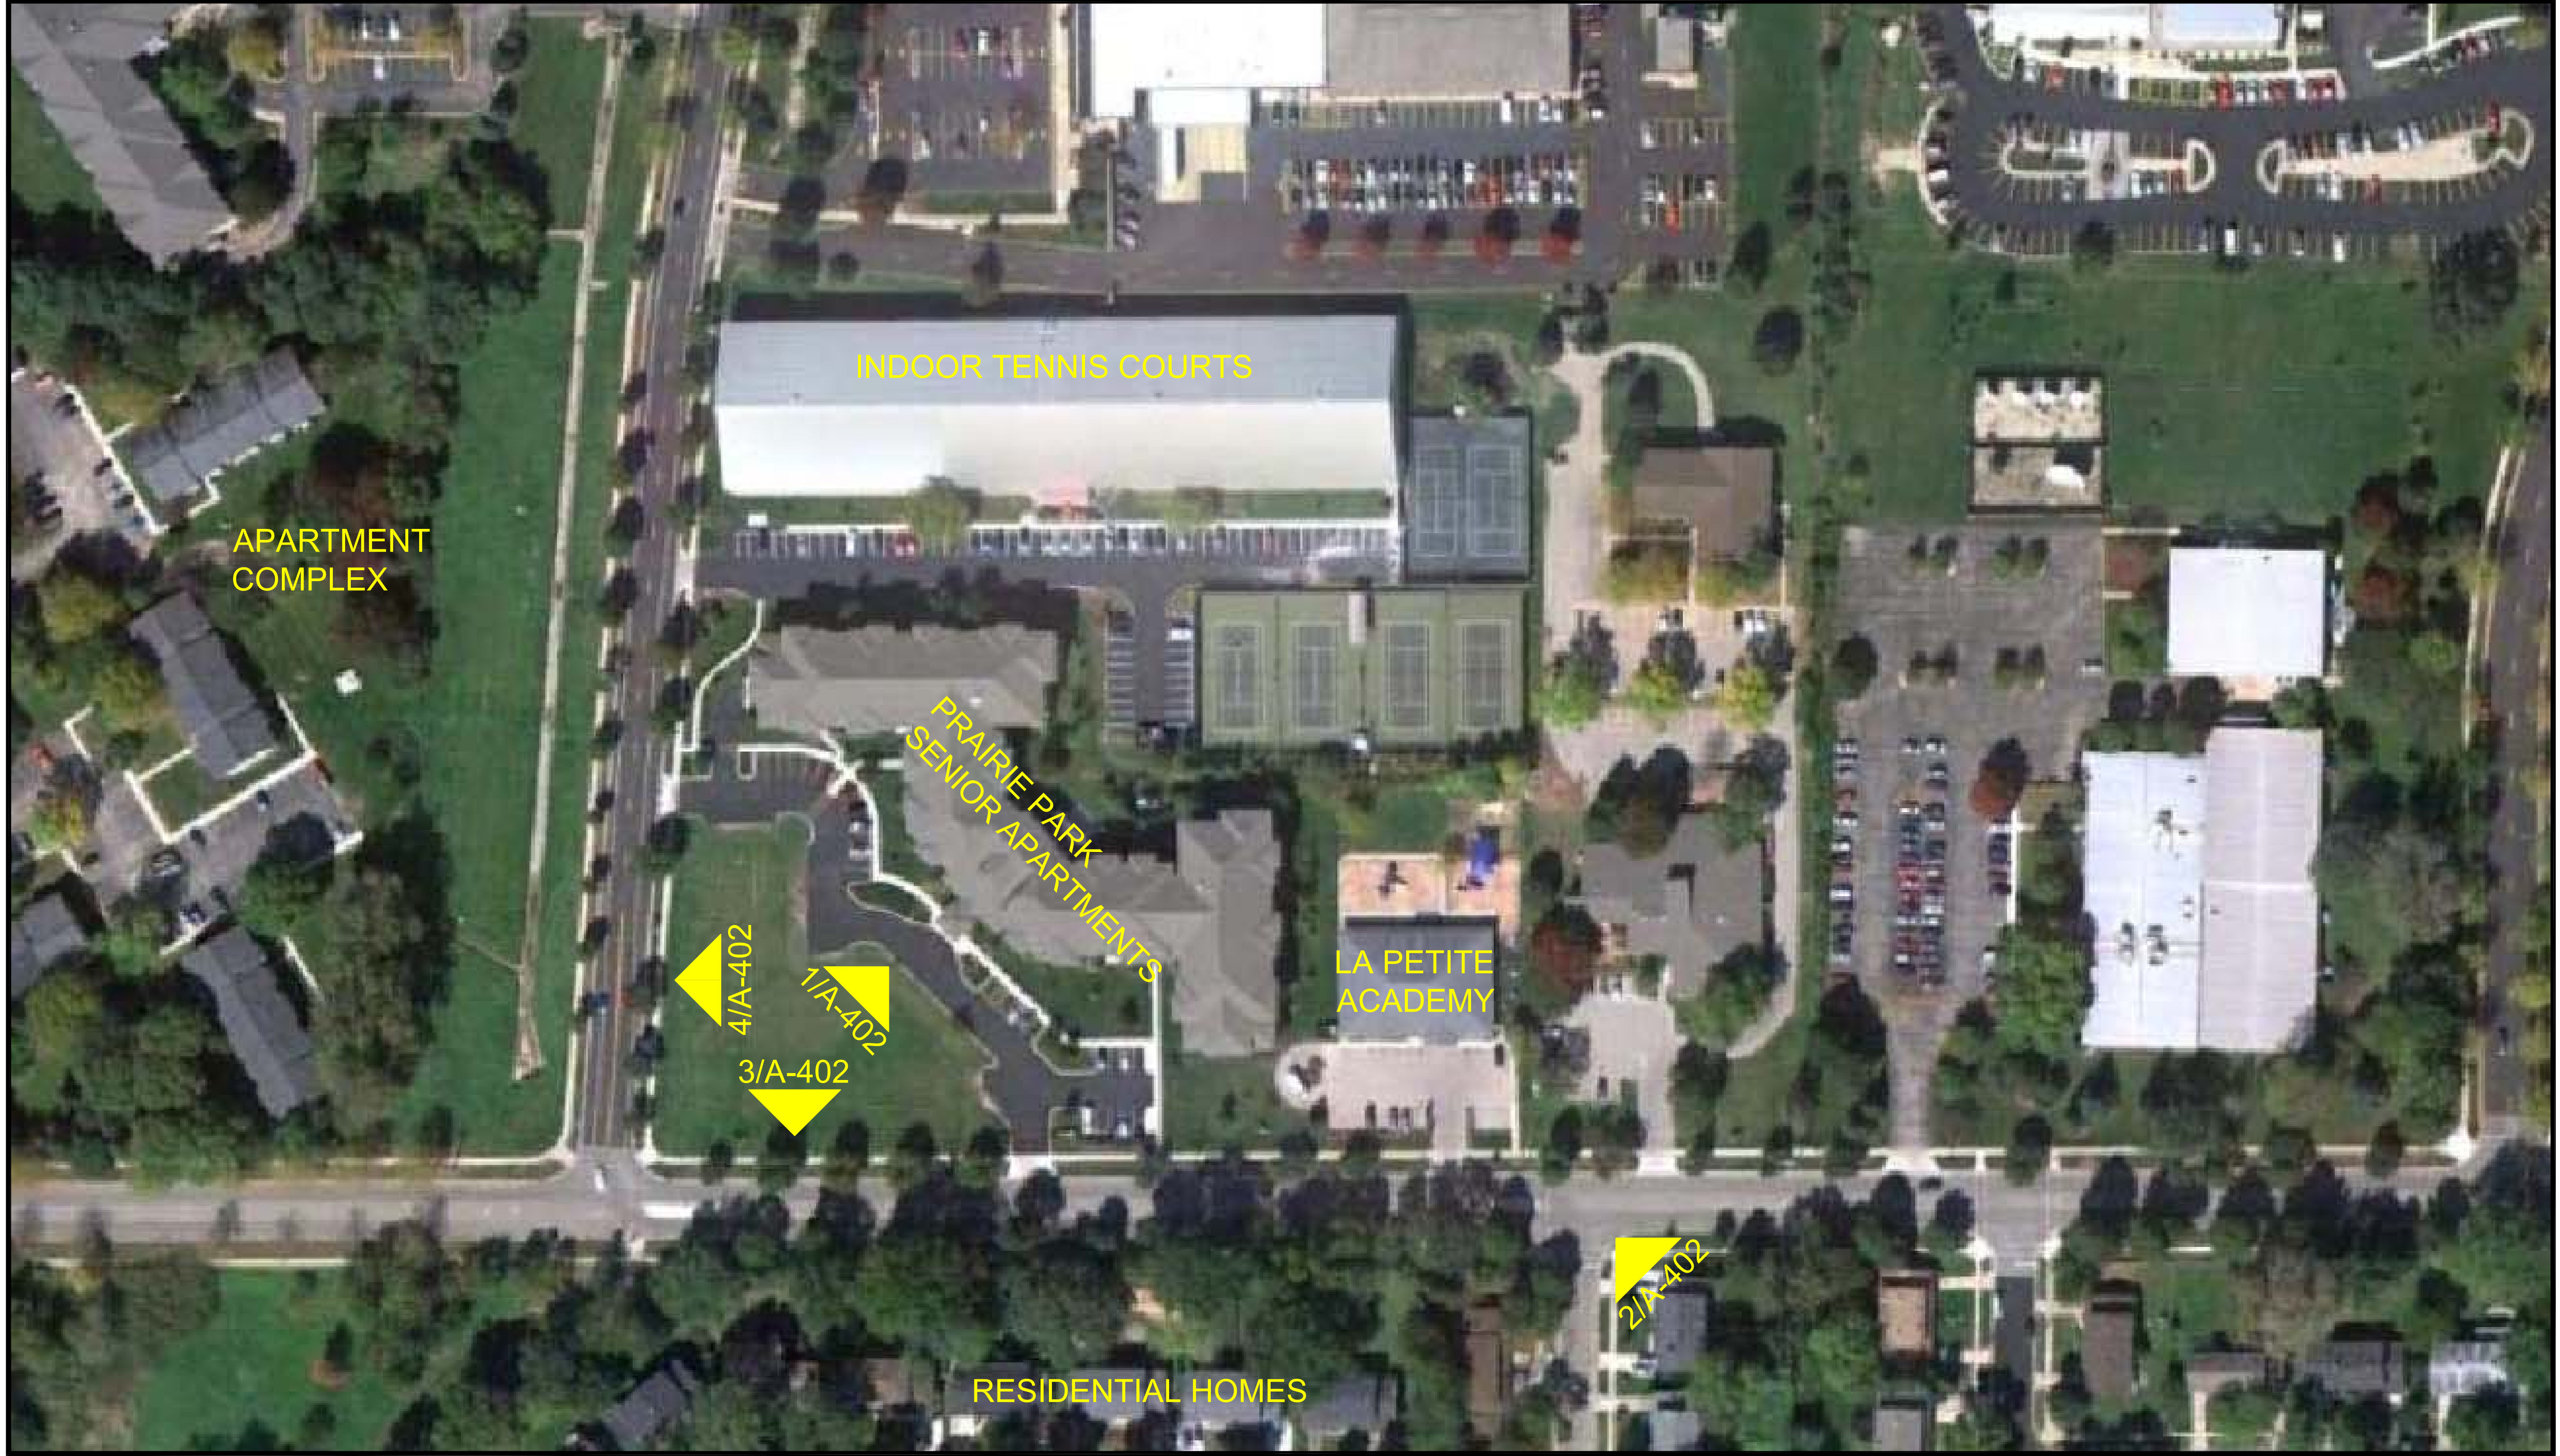 INDOOR TENNIS COURTS
APARTMENT
COMPLEX
PRAIRIE PARK
SENIOR APARTMENTS
4/A-402
1/A-402
LA PETITE
ACADEMY
3/A-402
2/A-402
RESIDENTIAL HOMES